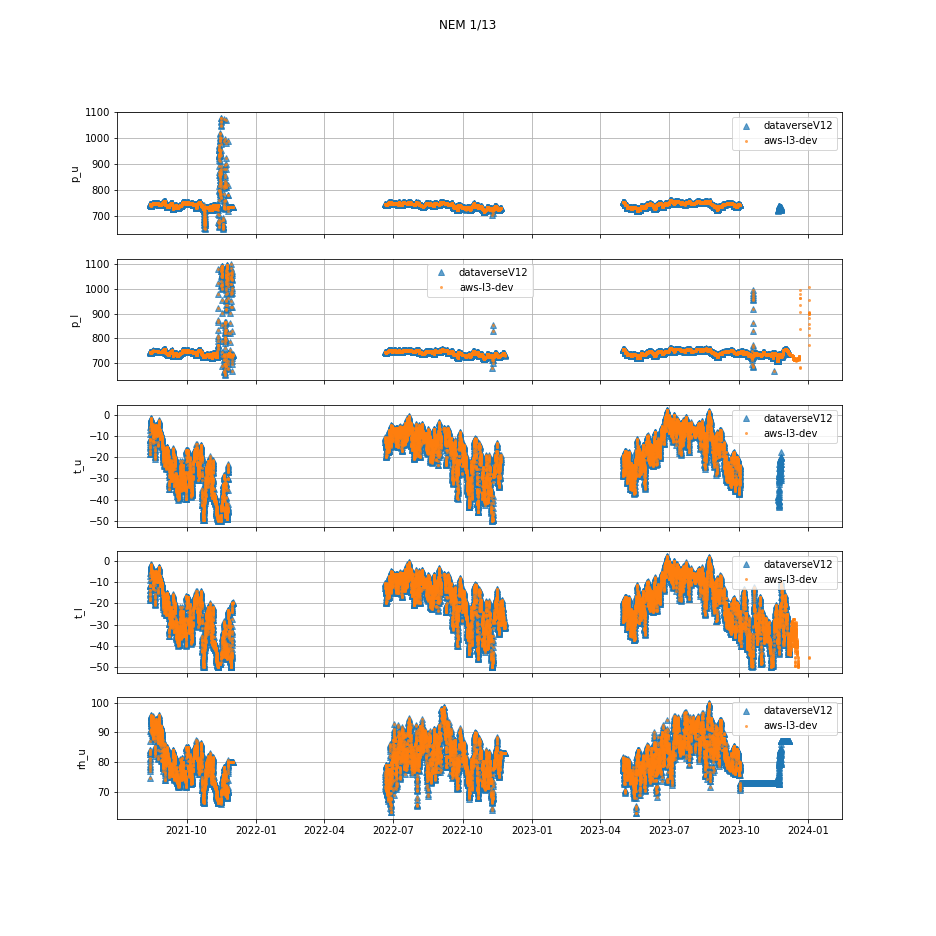 NEM 1/13
1100
1000
900
800
700
p_u
dataverseV12
aws-l3-dev
1100
1000
900
800
700
p_l
dataverseV12
aws-l3-dev
0
−10
−20
−30
−40
−50
t_u
dataverseV12
aws-l3-dev
0
−10
−20
−30
−40
−50
t_l
dataverseV12
aws-l3-dev
100
90
80
70
rh_u
dataverseV12
aws-l3-dev
2021-10 2022-01 2022-04 2022-07 2022-10 2023-01 2023-04 2023-07 2023-10 2024-01